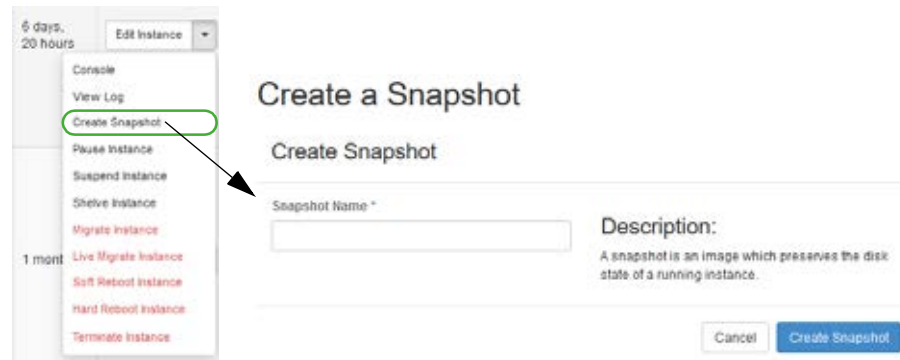 6 days,
20 hours
Edit Instance
Console
View Log
Create Snapshot
Pause Instance
Suspend Instance
Shelve Instance
Migrate Instance
1 mont
Live Migrate Instance
Soft Reboot Instance
Hard Reboot Instance
Terminate Instance
Create a Snapshot
Create Snapshot
Snapshot Name *
Description:
A snapshot is an image which preserves the disk
state of a running instance.
Cancel
Create Snapshot